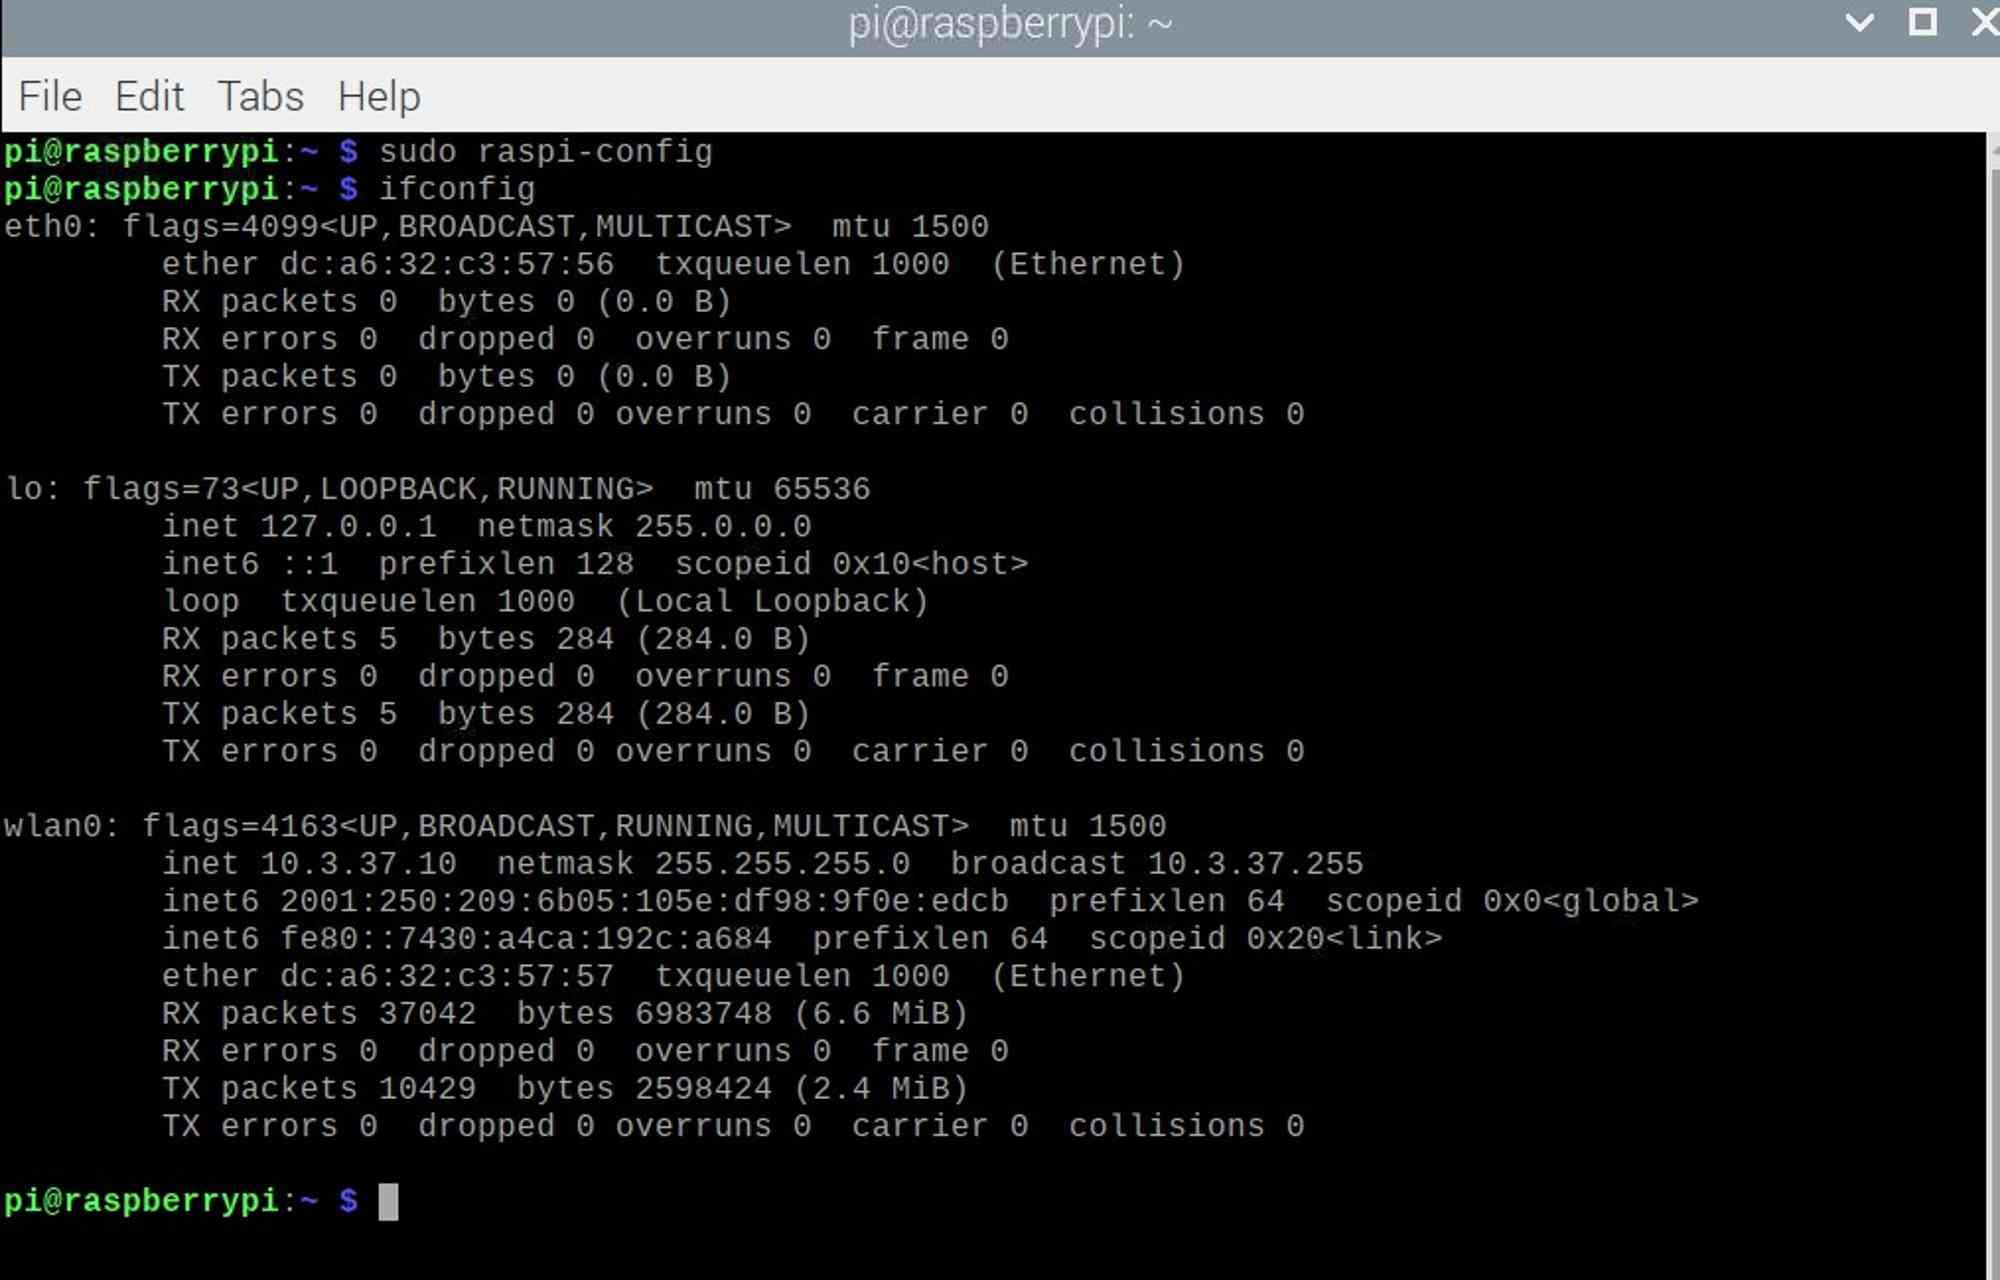 pi@raspberrypi: ~
File Edit Tabs Help
pi@raspberrypi:~ $ sudo raspi-config
pi@raspberrypi:~ $ ifconfig
eth0: flags=4099<UP,BROADCAST,MULTICAST>  mtu 1500
        ether dc:a6:32:c3:57:56  txqueuelen 1000  (Ethernet)
        RX packets 0  bytes 0 (0.0 B)
        RX errors 0  dropped 0  overruns 0  frame 0
        TX packets 0  bytes 0 (0.0 B)
        TX errors 0  dropped 0 overruns 0  carrier 0  collisions 0
lo: flags=73<UP,LOOPBACK,RUNNING>  mtu 65536
        inet 127.0.0.1  netmask 255.0.0.0
        inet6 ::1  prefixlen 128  scopeid 0x10<host>
        loop  txqueuelen 1000  (Local Loopback)
        RX packets 5  bytes 284 (284.0 B)
        RX errors 0  dropped 0  overruns 0  frame 0
        TX packets 5  bytes 284 (284.0 B)
        TX errors 0  dropped 0 overruns 0  carrier 0  collisions 0
wlan0: flags=4163<UP,BROADCAST,RUNNING,MULTICAST>  mtu 1500
        inet 10.3.37.10  netmask 255.255.255.0  broadcast 10.3.37.255
        inet6 2001:250:209:6b05:105e:df98:9f0e:edcb  prefixlen 64  scopeid 0x0<global>
        inet6 fe80::7430:a4ca:192c:a684  prefixlen 64  scopeid 0x20<link>
        ether dc:a6:32:c3:57:57  txqueuelen 1000  (Ethernet)
        RX packets 37042  bytes 6983748 (6.6 MiB)
        RX errors 0  dropped 0  overruns 0  frame 0
        TX packets 10429  bytes 2598424 (2.4 MiB)
        TX errors 0  dropped 0 overruns 0  carrier 0  collisions 0
pi@raspberrypi:~ $